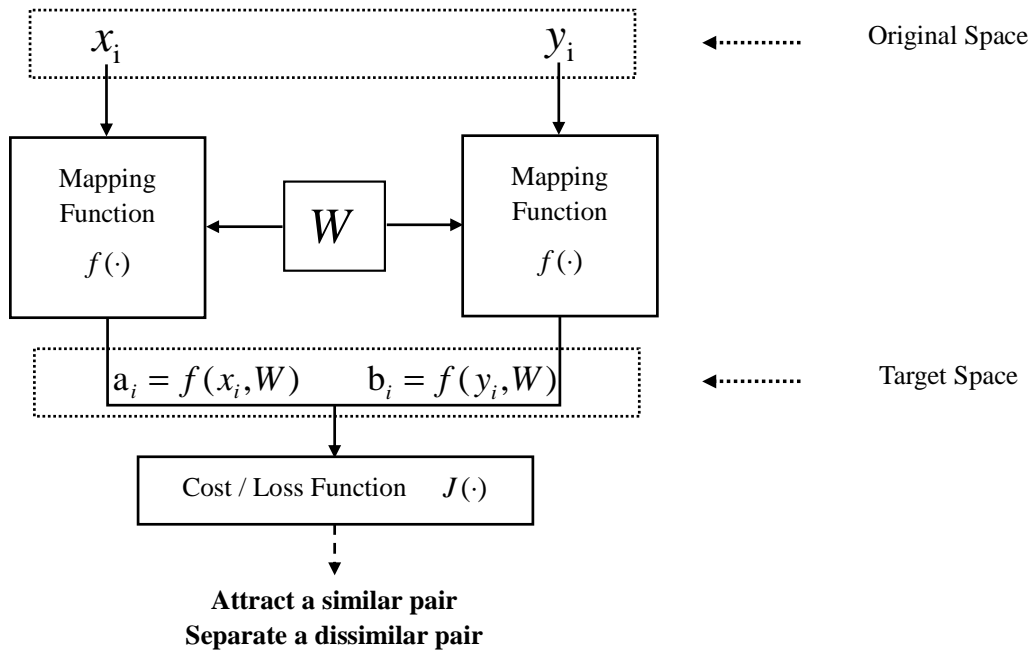 x_i y_i Original Space
Mapping Function f(·)
W
Mapping Function f(·)
a_i = f(x_i,W) b_i = f(y_i,W) Target Space
Cost / Loss Function J(·)
Attract a similar pair
Separate a dissimilar pair